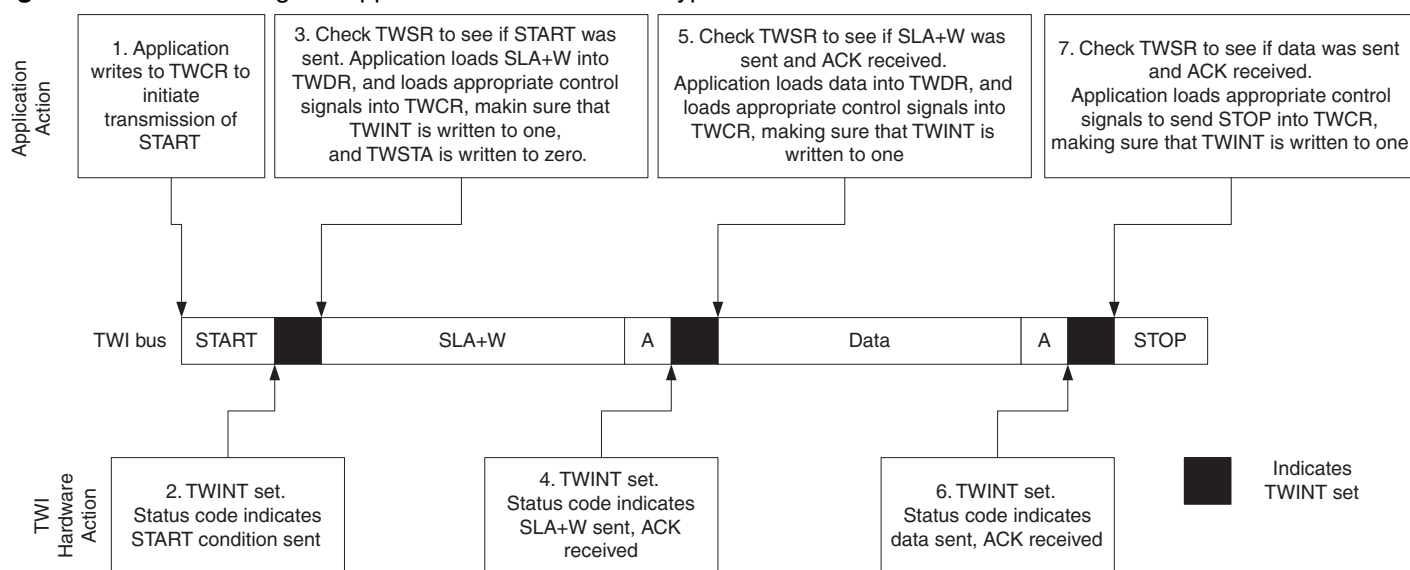 Application
Action
1. Application
writes to TWCR to
initiate
transmission of
START
3. Check TWSR to see if START was
sent. Application loads SLA+W into
TWDR, and loads appropriate control
signals into TWCR, makin sure that
TWINT is written to one,
and TWSTA is written to zero.
5. Check TWSR to see if SLA+W was
sent and ACK received.
Application loads data into TWDR, and
loads appropriate control signals into
TWCR, making sure that TWINT is
written to one
7. Check TWSR to see if data was sent
and ACK received.
Application loads appropriate control
signals to send STOP into TWCR,
making sure that TWINT is written to one
TWI bus
START
SLA+W
A
Data
A
STOP
TWI
Hardware
Action
2. TWINT set.
Status code indicates
START condition sent
4. TWINT set.
Status code indicates
SLA+W sent, ACK
received
6. TWINT set.
Status code indicates
data sent, ACK received
Indicates
TWINT set